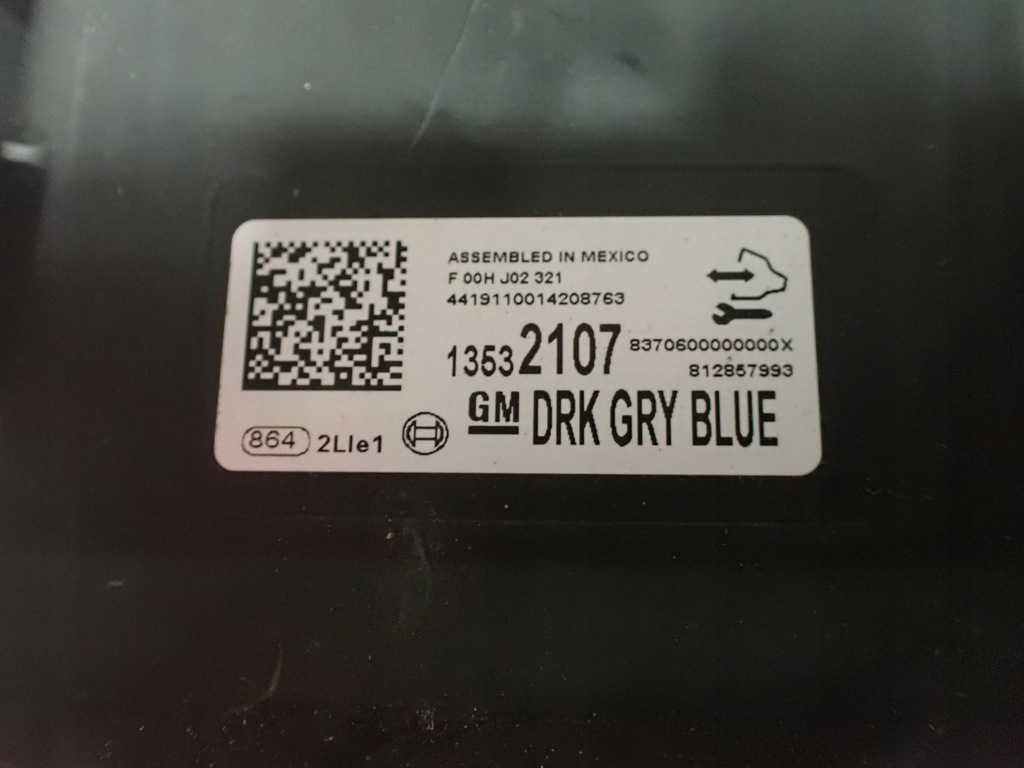 ASSEMBLED IN MEXICO
F 00H J02 321
4419110014208763
13532107
8370600000000X
812857993
GM DRK GRY BLUE
864 2LIe1